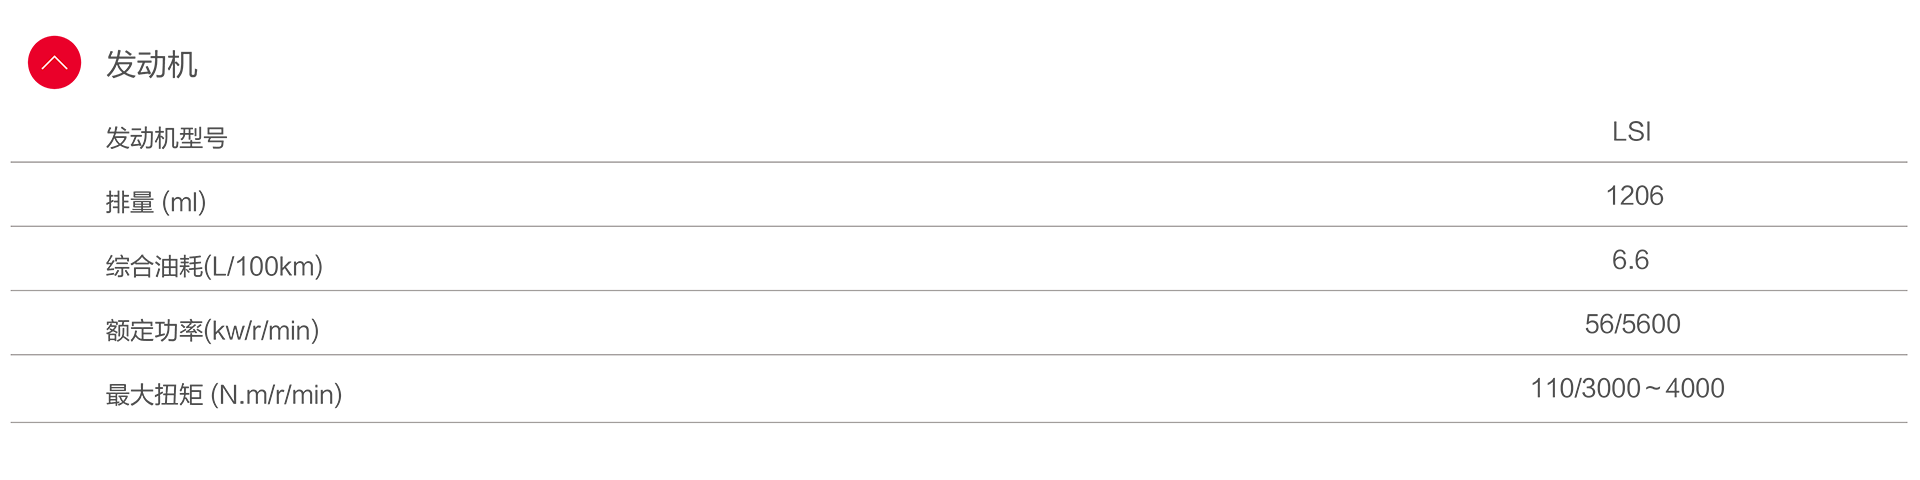 发动机
发动机型号 LSI
排量 (ml) 1206
综合油耗(L/100km) 6.6
额定功率(kw/r/min) 56/5600
最大扭矩 (N.m/r/min) 110/3000～4000